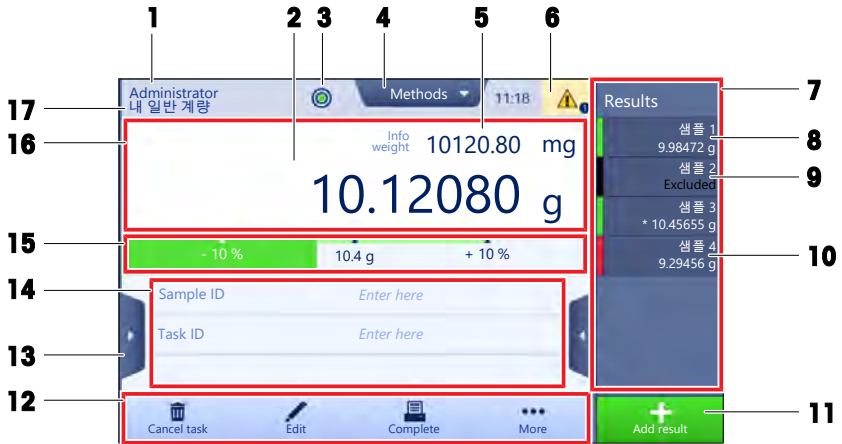 1
2
3
4
5
6
Administrator
내 일반 계량
Methods
11:18
17
16
Info
weight
10120.80 mg
10.12080 g
15
- 10 %
10.4 g
+ 10 %
14
Sample ID
Enter here
Task ID
Enter here
13
12
Cancel task
Edit
Complete
More
Results
7
샘플 1
9.98472 g
8
샘플 2
Excluded
9
샘플 3
* 10.45655 g
샘플 4
9.29456 g
10
Add result
11